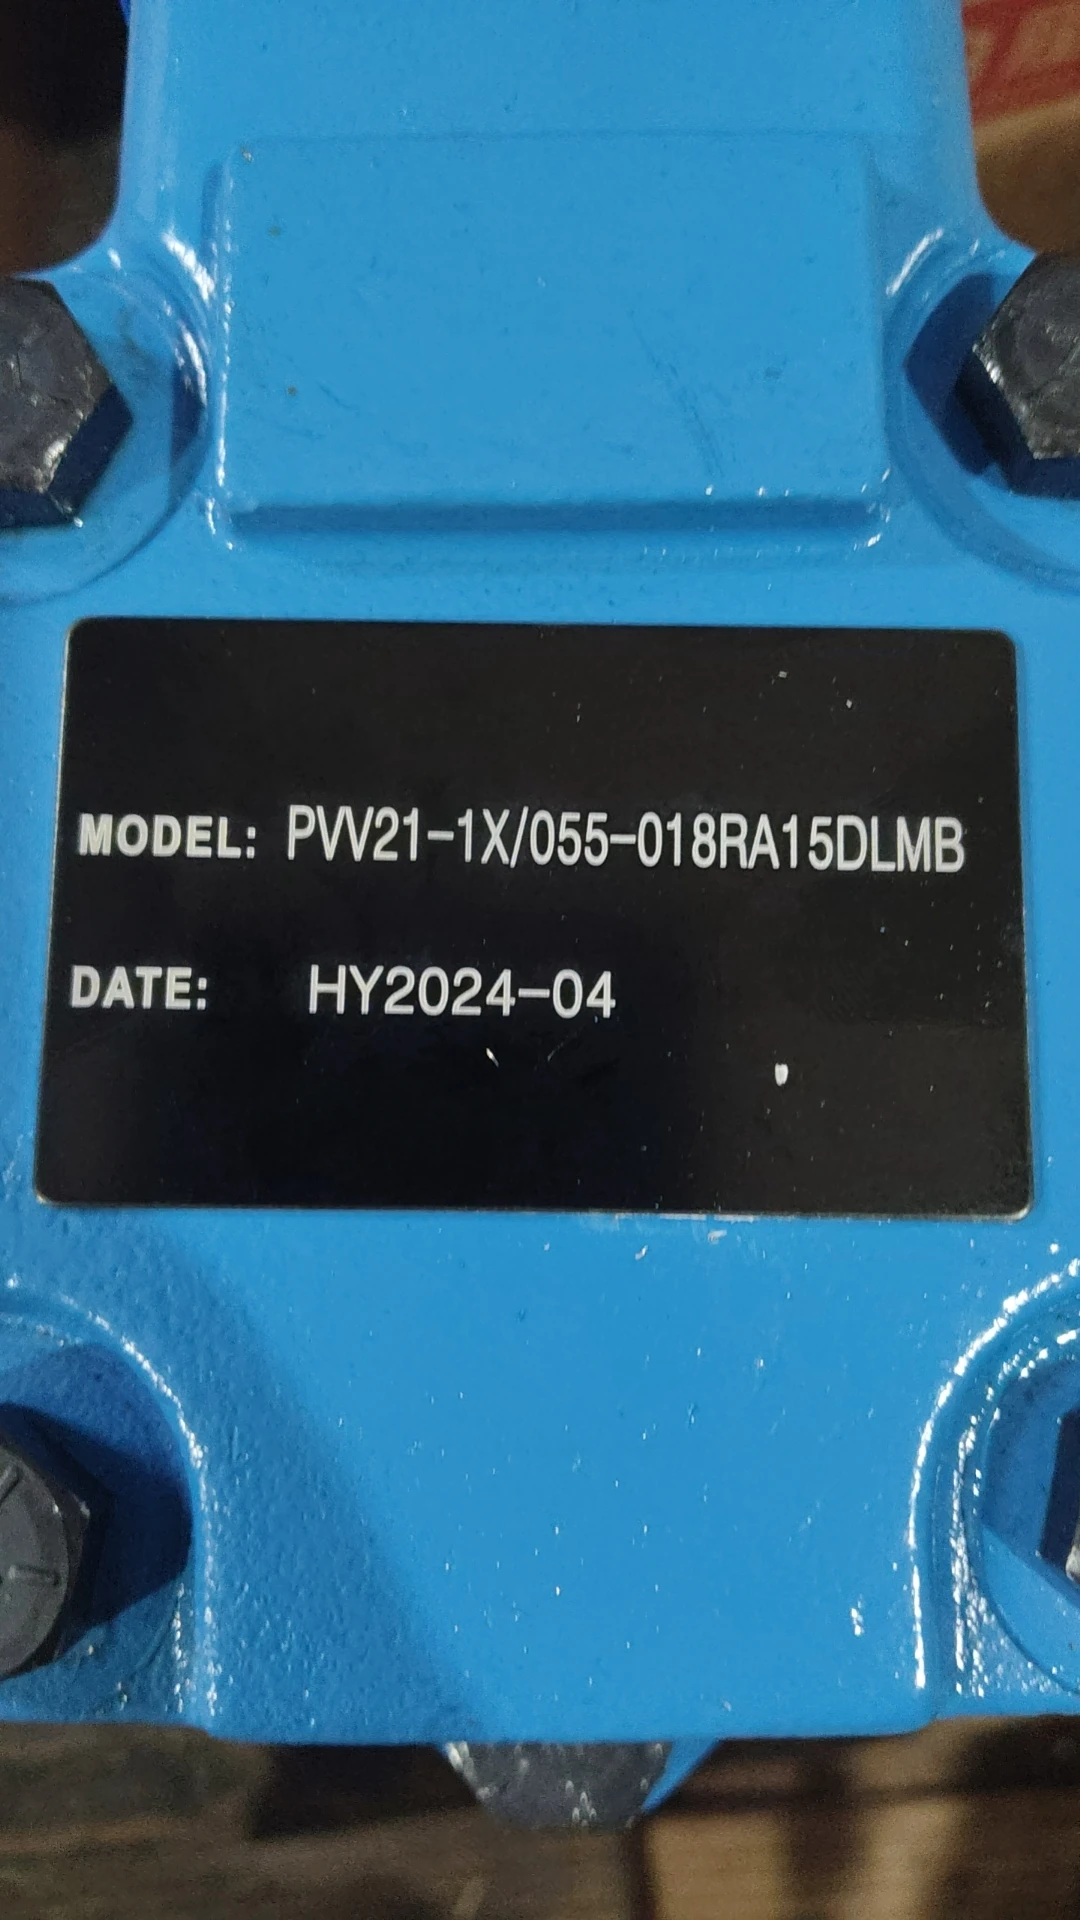 MODEL: PVV21-1X/055-018RA15DLMB
DATE: HY2024-04